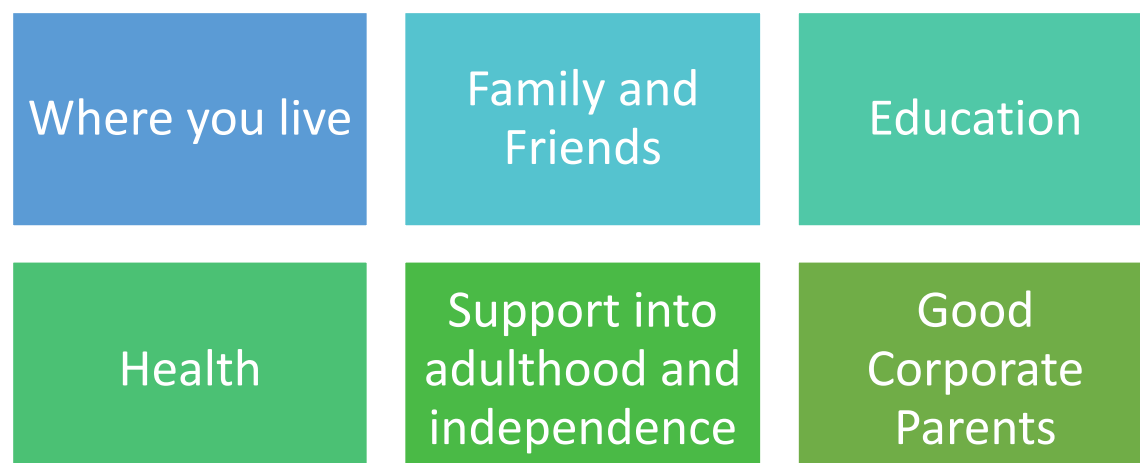 Where you live
Family and
Friends
Education
Health
Support into
adulthood and
independence
Good
Corporate
Parents